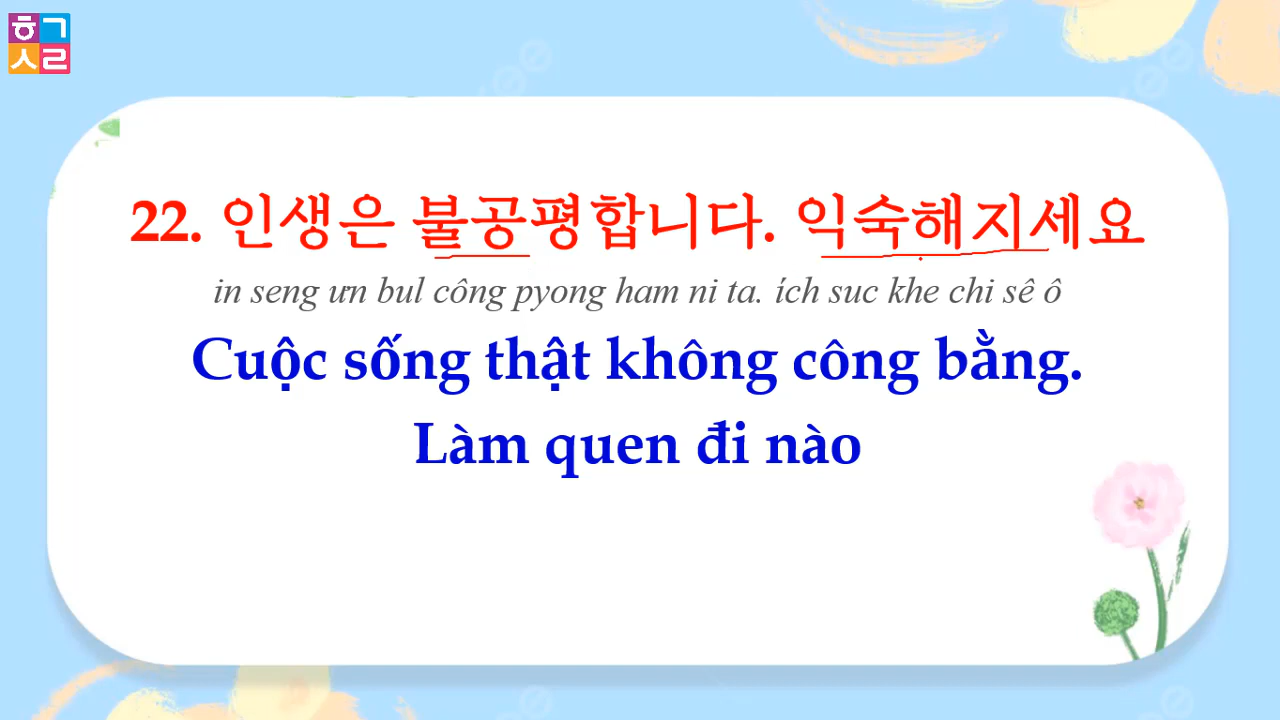 ㅎㄱ
ㅅㄹ
22. 인생은 불공평합니다. 익숙해지세요
in seng ưn bul công pyong ham ni ta. ích suc khe chi sê ô
Cuộc sống thật không công bằng.
Làm quen đi nào